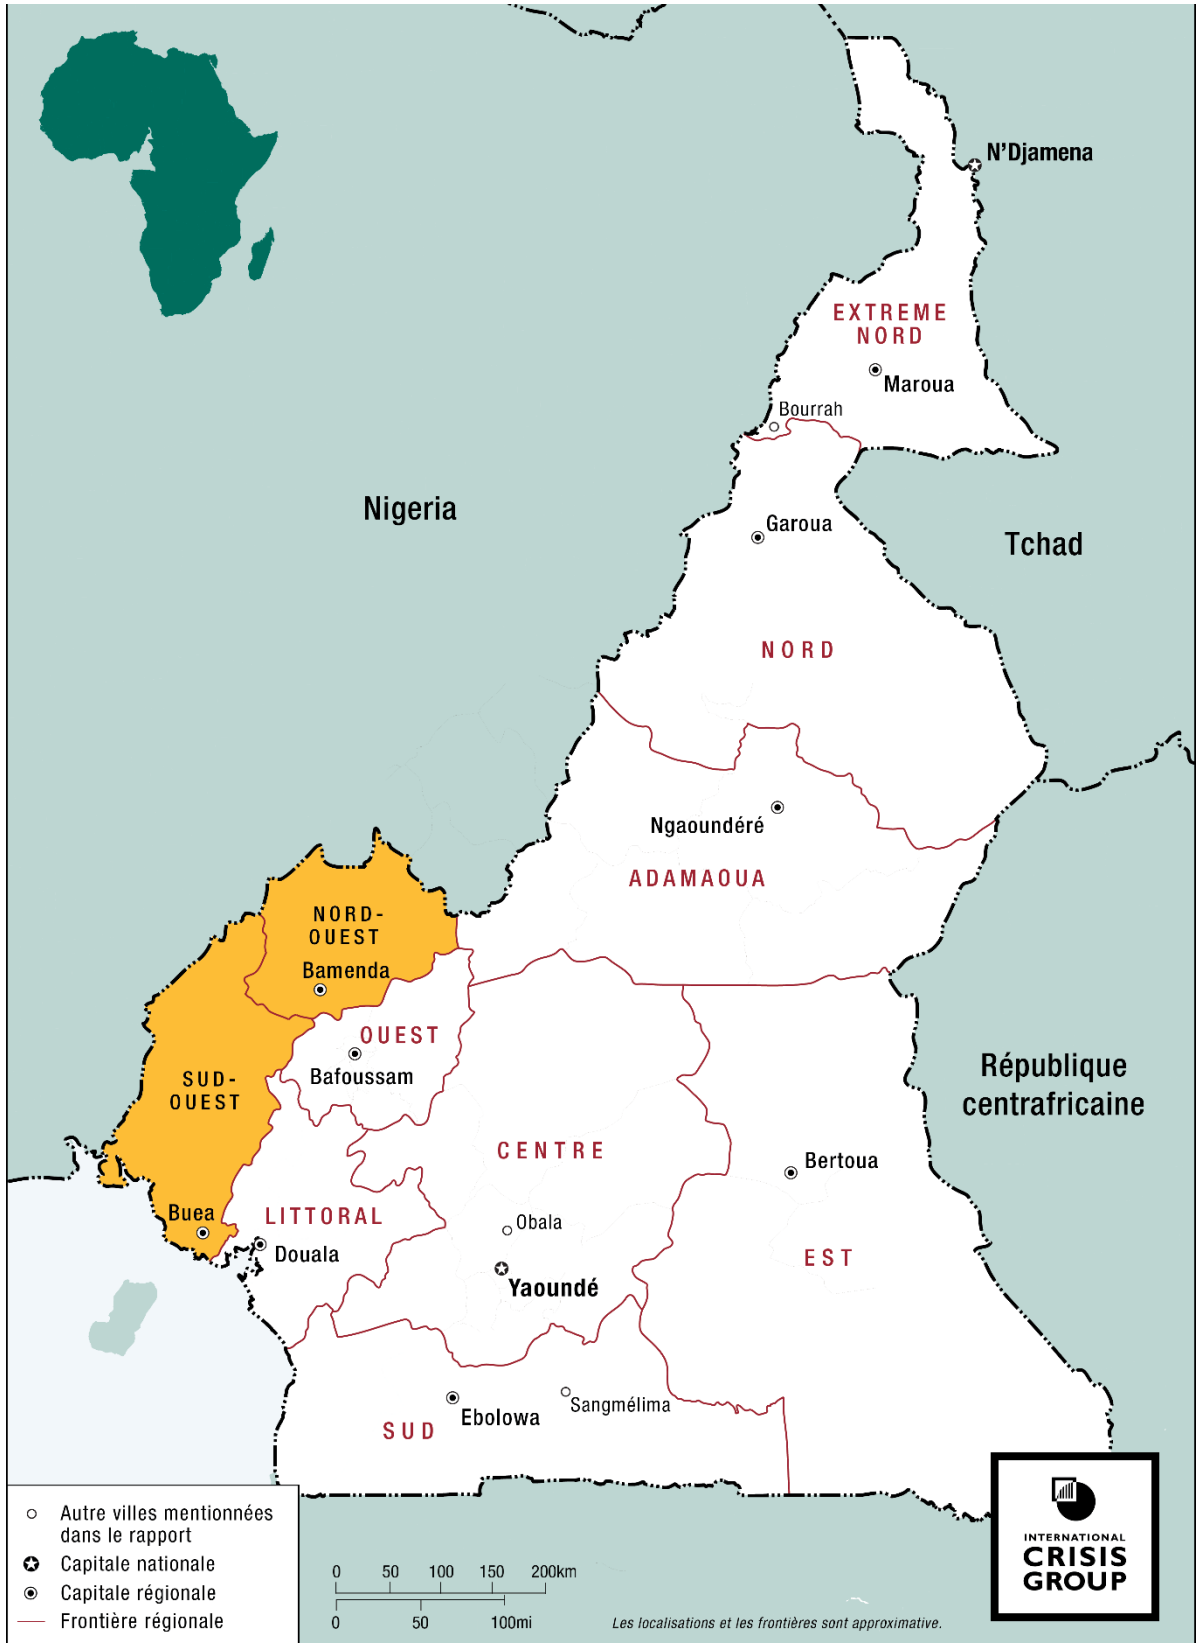 N'Djamena
EXTREME
NORD
Maroua
Bourrah
Nigeria
Garoua
Tchad
NORD
Ngaoundéré
ADAMAOUA
NORD-
OUEST
Bamenda
OUEST
Bafoussam
SUD-
OUEST
République
centrafricaine
CENTRE
Bertoua
Buea
LITTORAL
Obala
Douala
EST
Yaoundé
Sangmélima
Ebolowa
SUD
Autre villes mentionnées
dans le rapport
Capitale nationale
Capitale régionale
Frontière régionale
0 50 100 150 200km
0 50 100mi
Les localisations et les frontières sont approximative.
INTERNATIONAL
CRISIS
GROUP